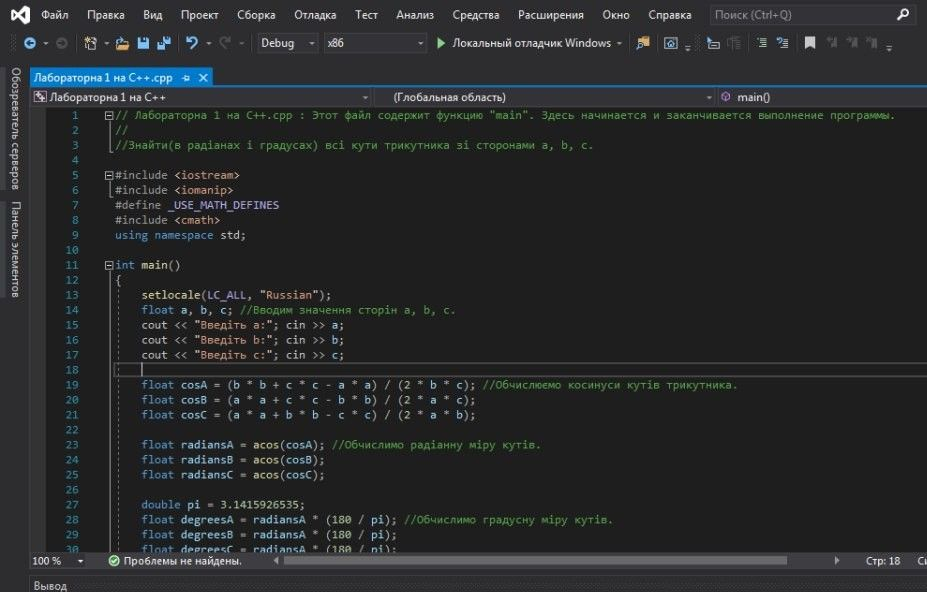 Файл Правка Вид Проект Сборка Отладка Тест Анализ Средства Расширения Окно Справка Поиск (Ctrl+Q)
Debug x86 Локальный отладчик Windows
Обозреватель серверов
Панель элементов
Лабораторна 1 на C++.cpp
Лабораторна 1 на C++ (Глобальная область) main()
1 // Лабораторна 1 на C++.cpp : Этот файл содержит функцию "main". Здесь начинается и заканчивается выполнение программы.
2 //
3 //Знайти(в радіанах і градусах) всі кути трикутника зі сторонами a, b, c.
4
5 #include <iostream>
6 #include <iomanip>
7 #define _USE_MATH_DEFINES
8 #include <cmath>
9 using namespace std;
10
11 int main()
12 {
13 setlocale(LC_ALL, "Russian");
14 float a, b, c; //Вводим значення сторін a, b, c.
15 cout << "Введіть a:"; cin >> a;
16 cout << "Введіть b:"; cin >> b;
17 cout << "Введіть c:"; cin >> c;
18
19 float cosA = (b * b + c * c - a * a) / (2 * b * c); //Обчислюємо косинуси кутів трикутника.
20 float cosB = (a * a + c * c - b * b) / (2 * a * c);
21 float cosC = (a * a + b * b - c * c) / (2 * a * b);
22
23 float radiansA = acos(cosA); //Обчислимо радіанну міру кутів.
24 float radiansB = acos(cosB);
25 float radiansC = acos(cosC);
26
27 double pi = 3.1415926535;
28 float degreesA = radiansA * (180 / pi); //Обчислимо градусну міру кутів.
29 float degreesB = radiansB * (180 / pi);
30 float degreesC = radiansC * (180 / pi);
100 % Проблемы не найдены. Стр: 18
Вывод